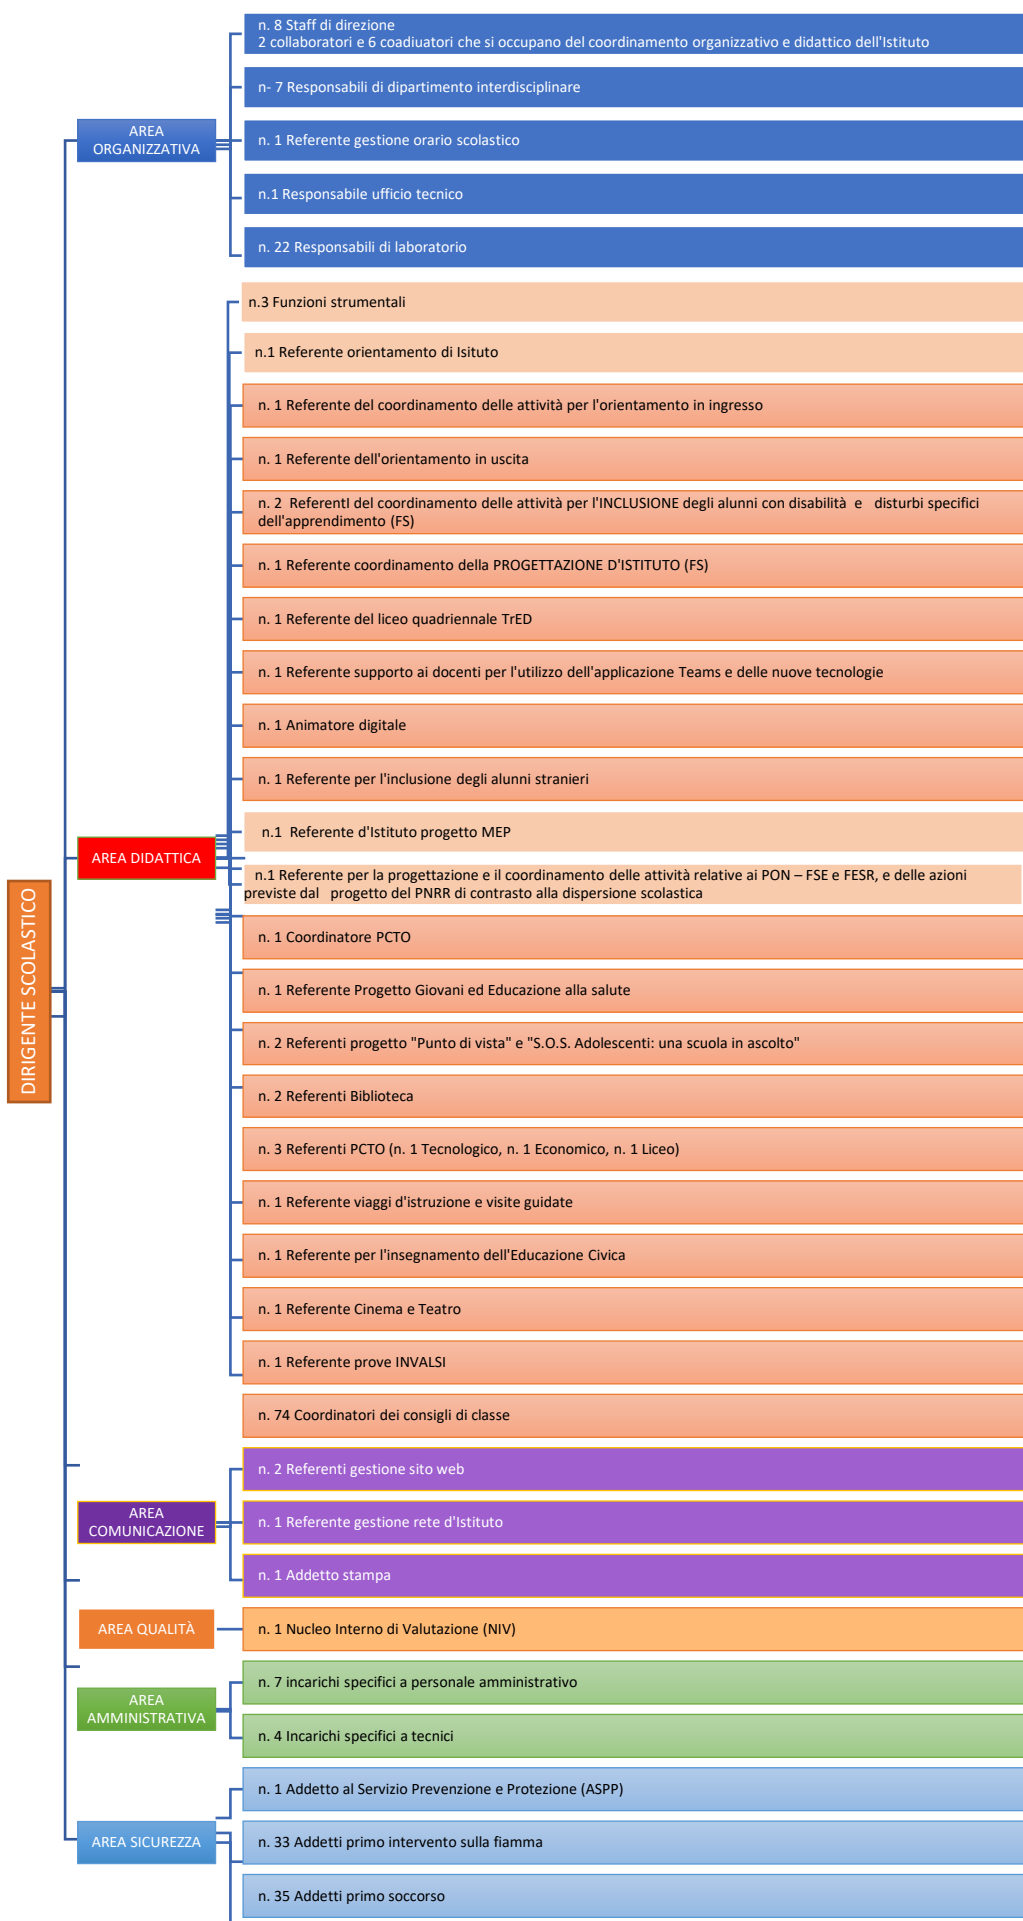 DIRIGENTE SCOLASTICO
AREA
ORGANIZZATIVA
n. 8 Staff di direzione
2 collaboratori e 6 coadiuatori che si occupano del coordinamento organizzativo e didattico dell'Istituto
n- 7 Responsabili di dipartimento interdisciplinare
n. 1 Referente gestione orario scolastico
n.1 Responsabile ufficio tecnico
n. 22 Responsabili di laboratorio
AREA DIDATTICA
n.3 Funzioni strumentali
n.1 Referente orientamento di Isituto
n. 1 Referente del coordinamento delle attività per l'orientamento in ingresso
n. 1 Referente dell'orientamento in uscita
n. 2 ReferentI del coordinamento delle attività per l'INCLUSIONE degli alunni con disabilità e disturbi specifici
dell'apprendimento (FS)
n. 1 Referente coordinamento della PROGETTAZIONE D'ISTITUTO (FS)
n. 1 Referente del liceo quadriennale TrED
n. 1 Referente supporto ai docenti per l'utilizzo dell'applicazione Teams e delle nuove tecnologie
n. 1 Animatore digitale
n. 1 Referente per l'inclusione degli alunni stranieri
n.1 Referente d'Istituto progetto MEP
n.1 Referente per la progettazione e il coordinamento delle attività relative ai PON – FSE e FESR, e delle azioni
previste dal progetto del PNRR di contrasto alla dispersione scolastica
n. 1 Coordinatore PCTO
n. 1 Referente Progetto Giovani ed Educazione alla salute
n. 2 Referenti progetto "Punto di vista" e "S.O.S. Adolescenti: una scuola in ascolto"
n. 2 Referenti Biblioteca
n. 3 Referenti PCTO (n. 1 Tecnologico, n. 1 Economico, n. 1 Liceo)
n. 1 Referente viaggi d'istruzione e visite guidate
n. 1 Referente per l'insegnamento dell'Educazione Civica
n. 1 Referente Cinema e Teatro
n. 1 Referente prove INVALSI
n. 74 Coordinatori dei consigli di classe
AREA
COMUNICAZIONE
n. 2 Referenti gestione sito web
n. 1 Referente gestione rete d'Istituto
n. 1 Addetto stampa
AREA QUALITÀ
n. 1 Nucleo Interno di Valutazione (NIV)
AREA
AMMINISTRATIVA
n. 7 incarichi specifici a personale amministrativo
n. 4 Incarichi specifici a tecnici
AREA SICUREZZA
n. 1 Addetto al Servizio Prevenzione e Protezione (ASPP)
n. 33 Addetti primo intervento sulla fiamma
n. 35 Addetti primo soccorso